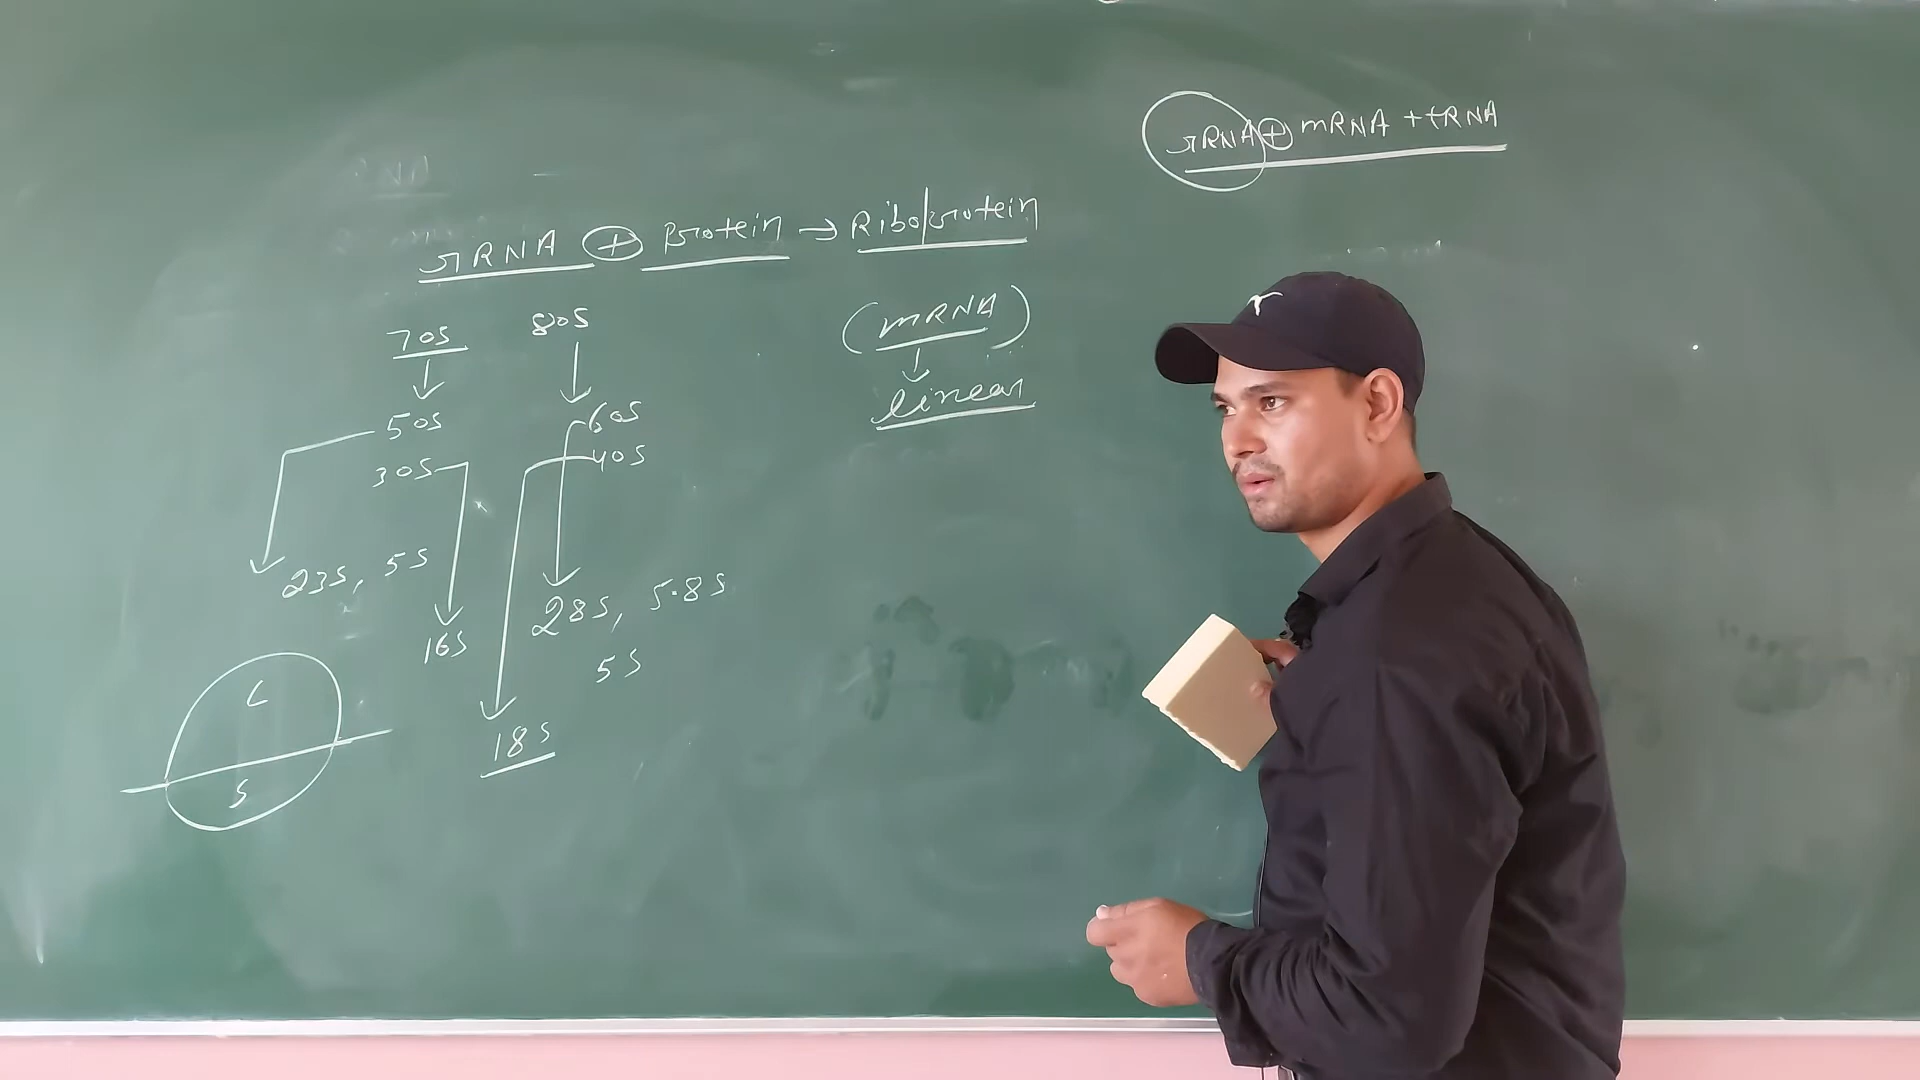 rRNA + mRNA + tRNA
rRNA + Protein → Riboprotein
70S 80S
(mRNA)
linear
50S 60S
30S 40S
23S, 5S
28S, 5.8S
16S
5S
L
18S
S